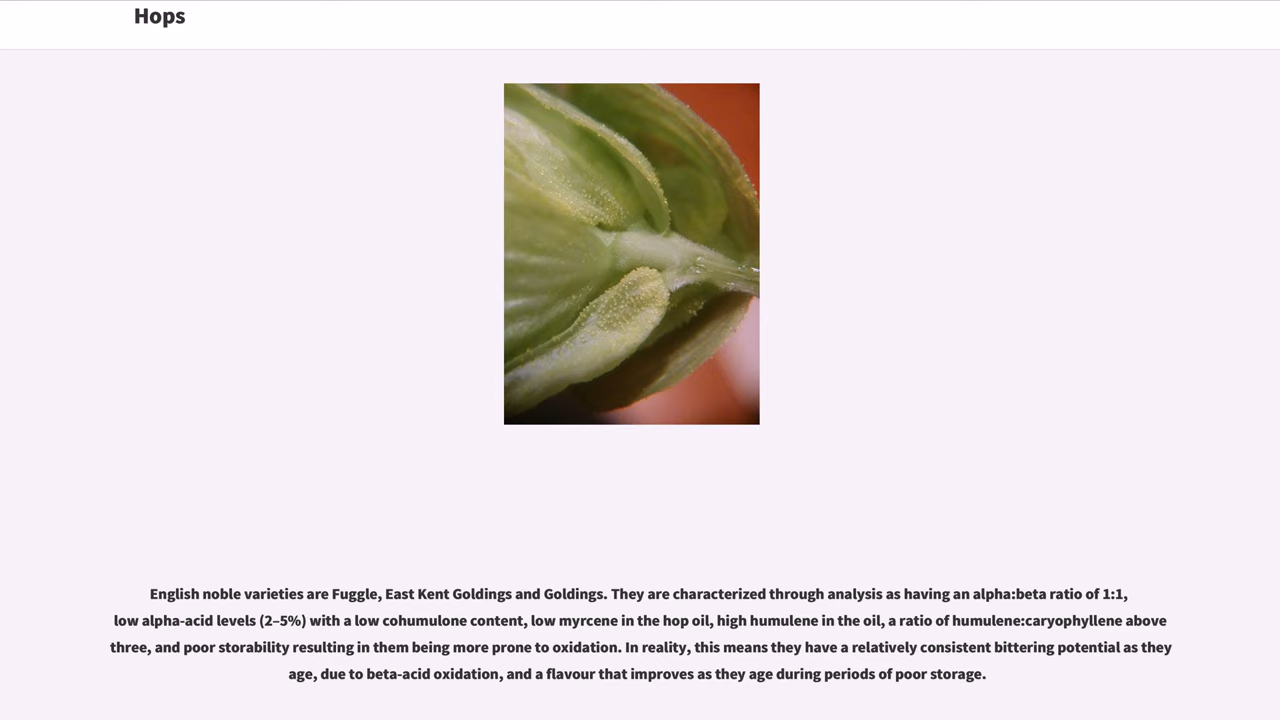 Hops
English noble varieties are Fuggle, East Kent Goldings and Goldings. They are characterized through analysis as having an alpha:beta ratio of 1:1,
low alpha-acid levels (2–5%) with a low cohumulone content, low myrcene in the hop oil, high humulene in the oil, a ratio of humulene:caryophyllene above
three, and poor storability resulting in them being more prone to oxidation. In reality, this means they have a relatively consistent bittering potential as they
age, due to beta-acid oxidation, and a flavour that improves as they age during periods of poor storage.